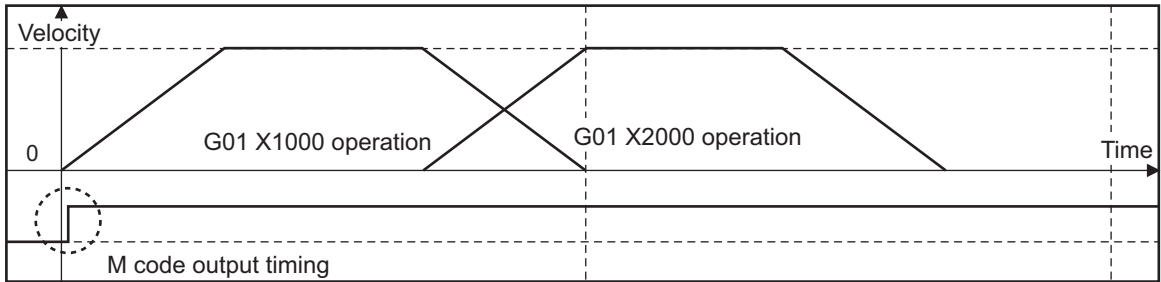 Velocity
G01 X1000 operation
G01 X2000 operation
0
Time
M code output timing